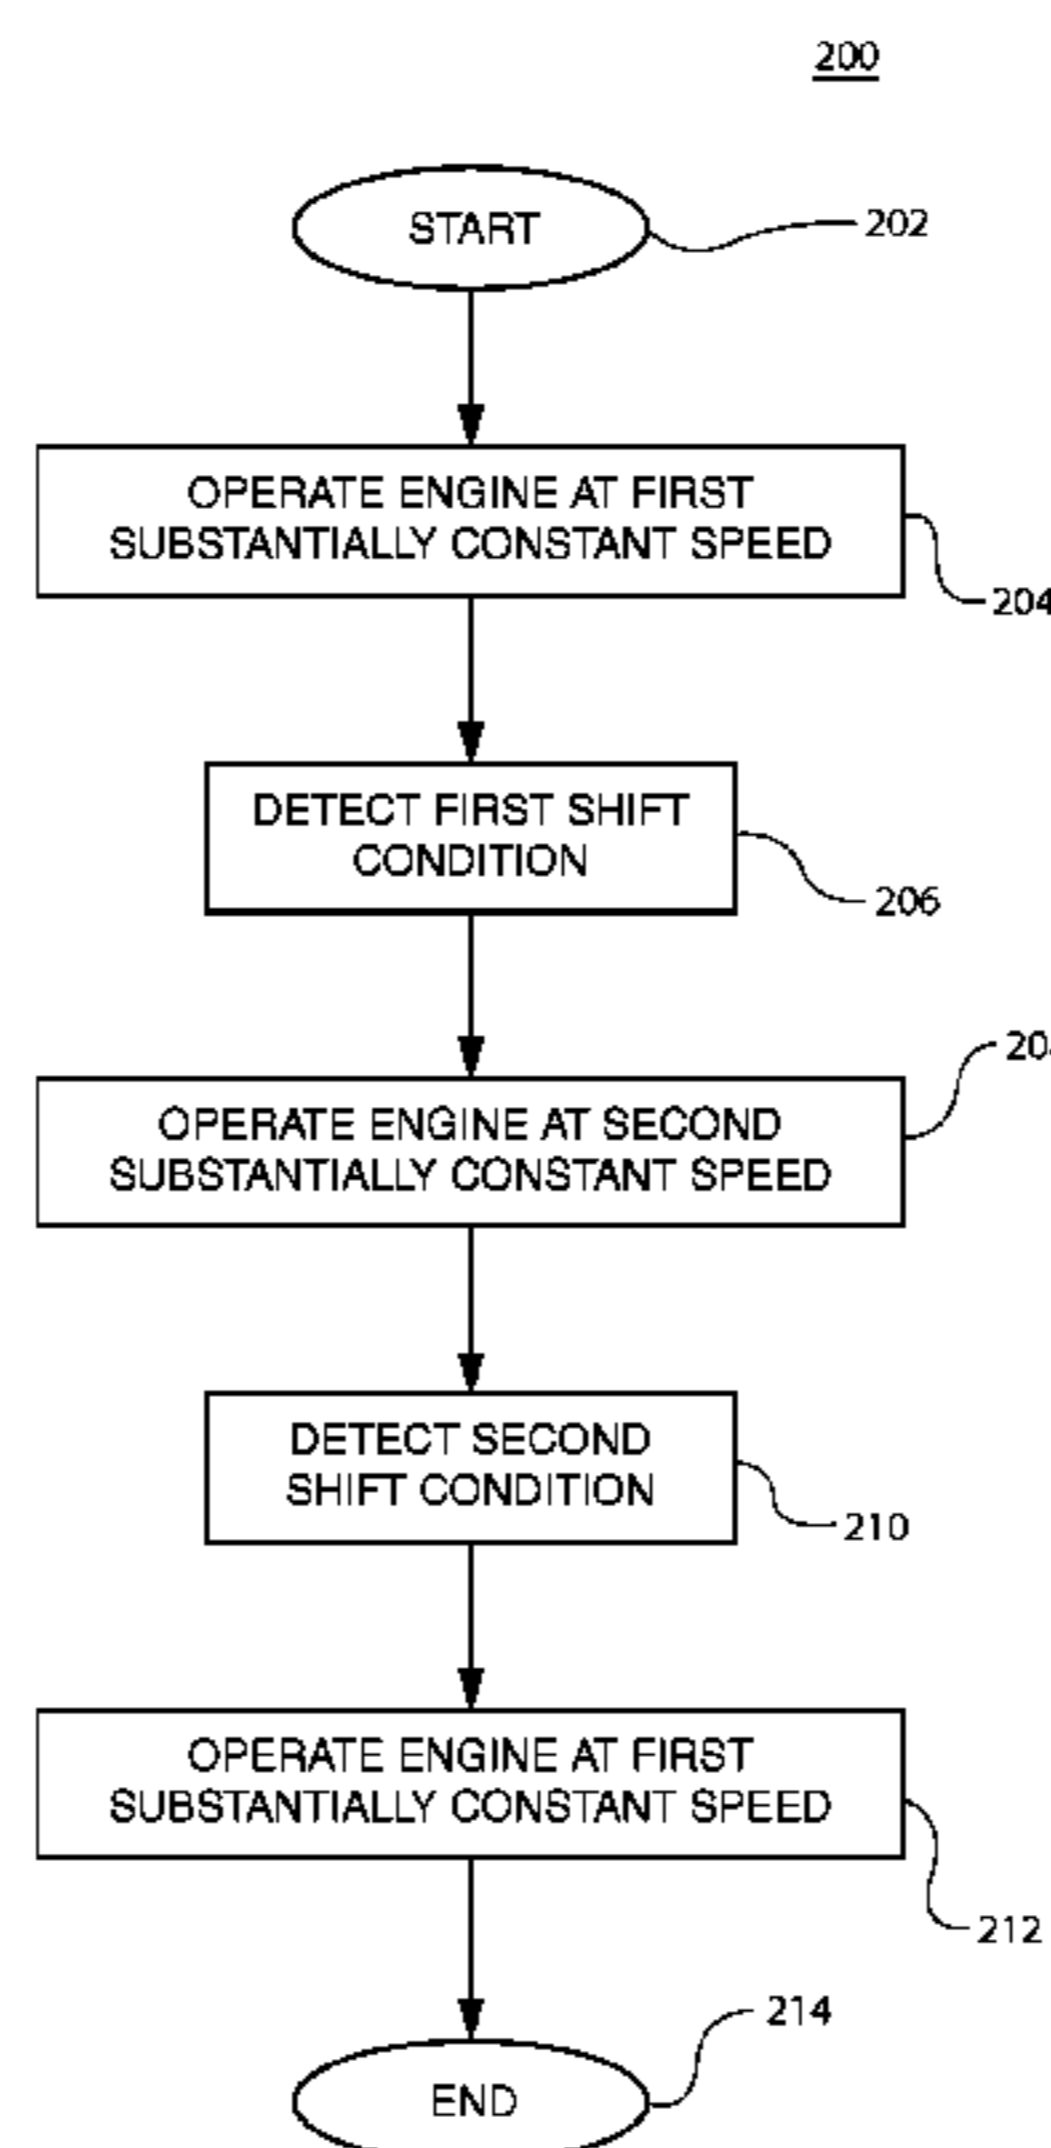 200
START
202
OPERATE ENGINE AT FIRST
SUBSTANTIALLY CONSTANT SPEED
204
DETECT FIRST SHIFT
CONDITION
206
OPERATE ENGINE AT SECOND
SUBSTANTIALLY CONSTANT SPEED
DETECT SECOND
SHIFT CONDITION
210
OPERATE ENGINE AT FIRST
SUBSTANTIALLY CONSTANT SPEED
212
214
END